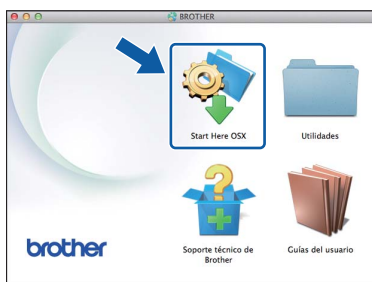 BROTHER
Start Here OSX
Utilidades
Soporte técnico de
Brother
Guías del usuario
brother